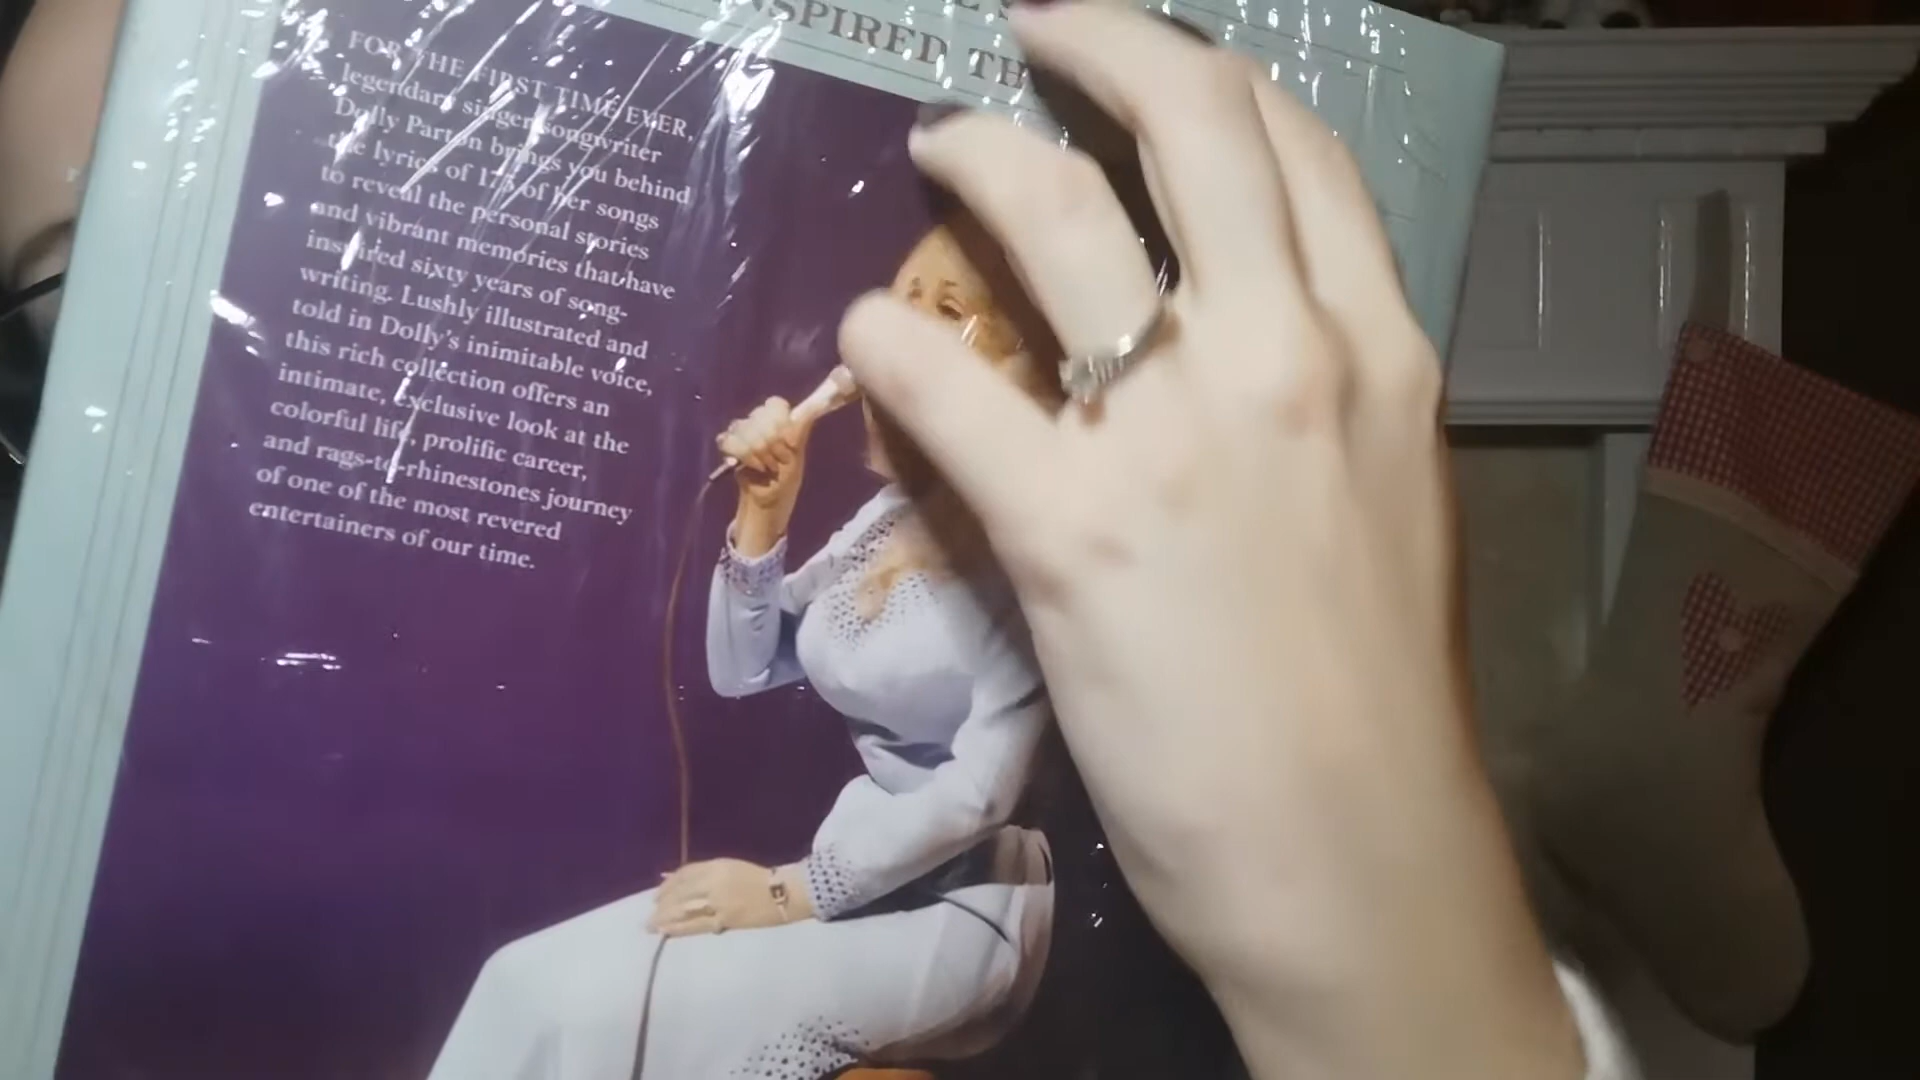 INSPIRED TH
FOR THE FIRST TIME EVER,
legendary singer-songwriter
Dolly Parton brings you behind
the lyrics of 175 of her songs
to reveal the personal stories
and vibrant memories that have
inspired sixty years of song-
writing. Lushly illustrated and
told in Dolly's inimitable voice,
this rich collection offers an
intimate, exclusive look at the
colorful life, prolific career,
and rags-to-rhinestones journey
of one of the most revered
entertainers of our time.